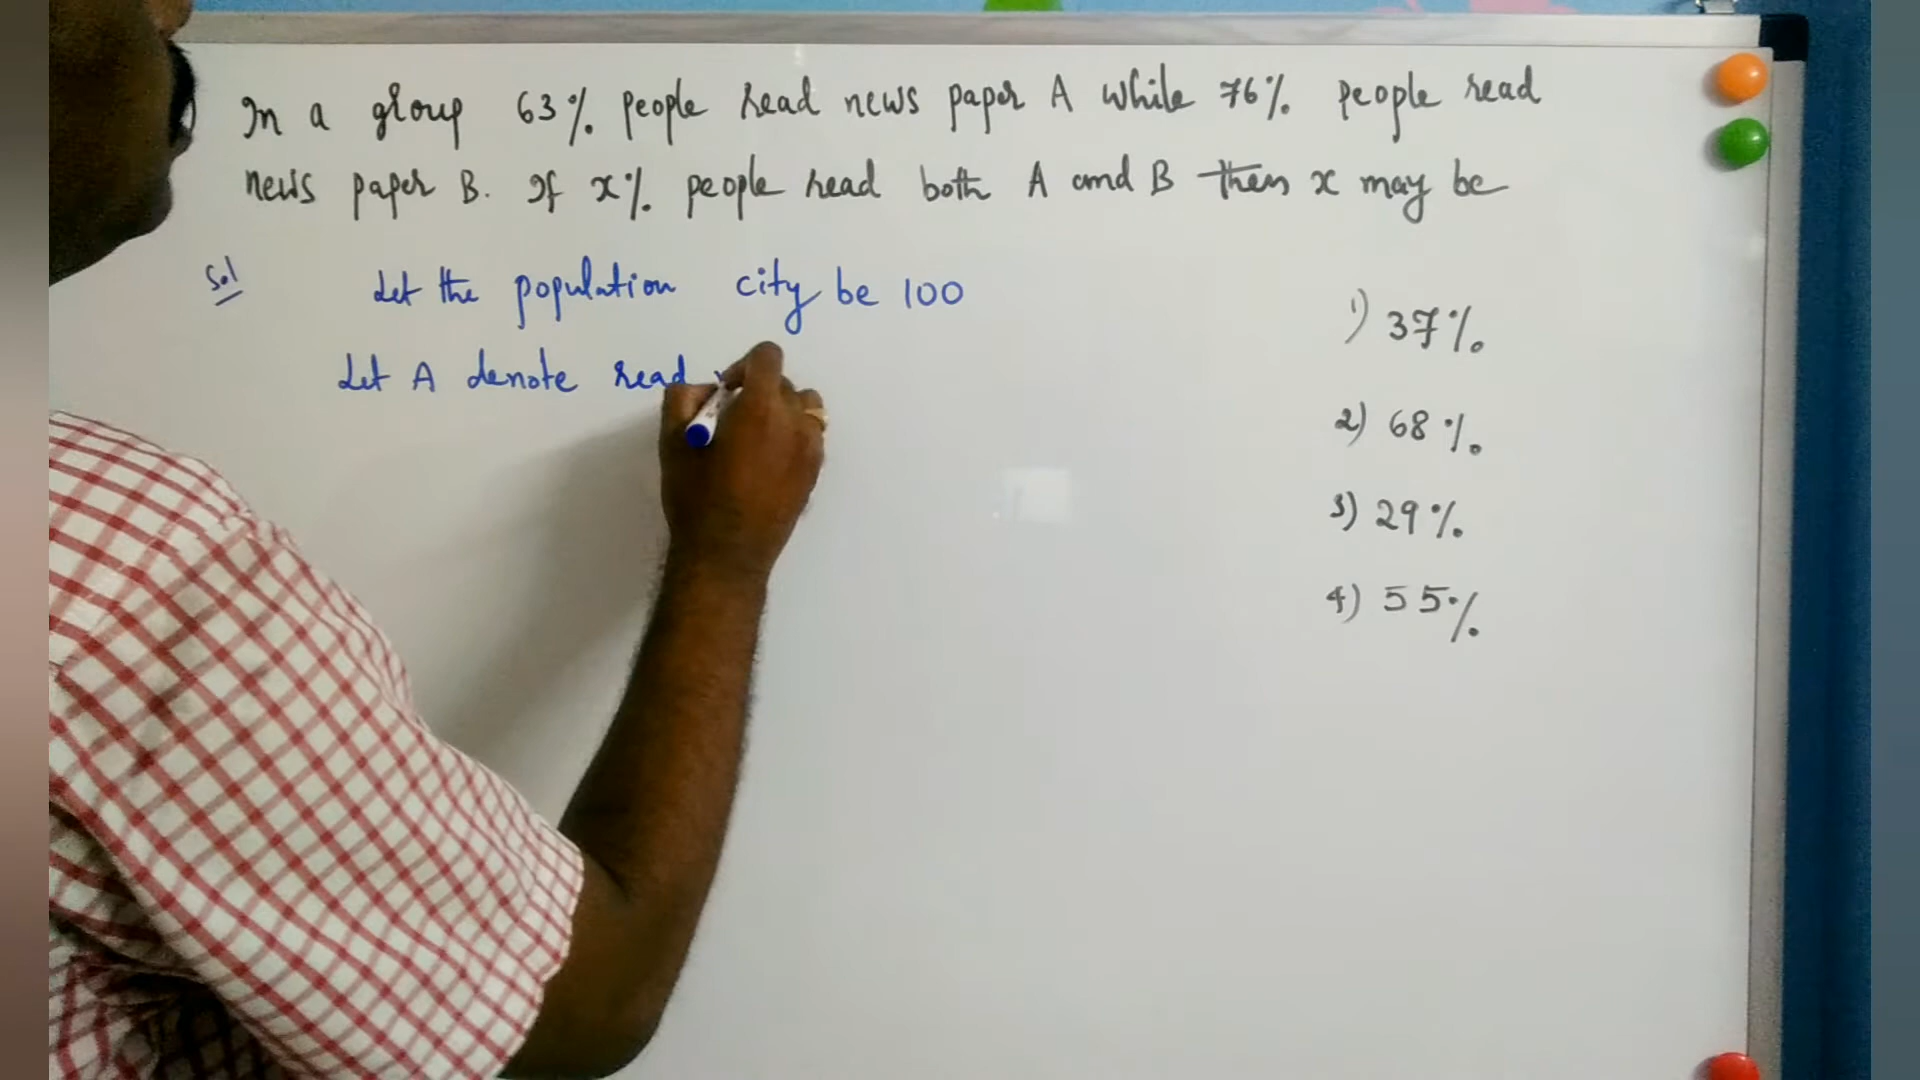 In a group 63% people read news paper A while 76% people read
news paper B. If x% people read both A and B then x may be
Sol
Let the population city be 100
Let A denote read
1) 37%
2) 68%
3) 29%
4) 55%